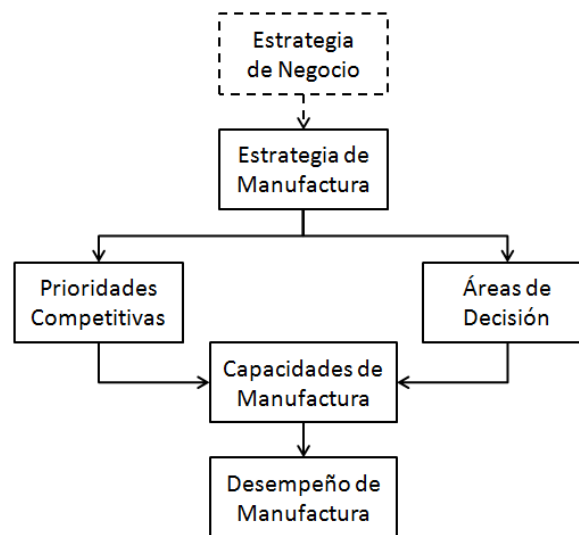 Estrategia
de Negocio
Estrategia de
Manufactura
Prioridades
Competitivas
Áreas de
Decisión
Capacidades de
Manufactura
Desempeño de
Manufactura